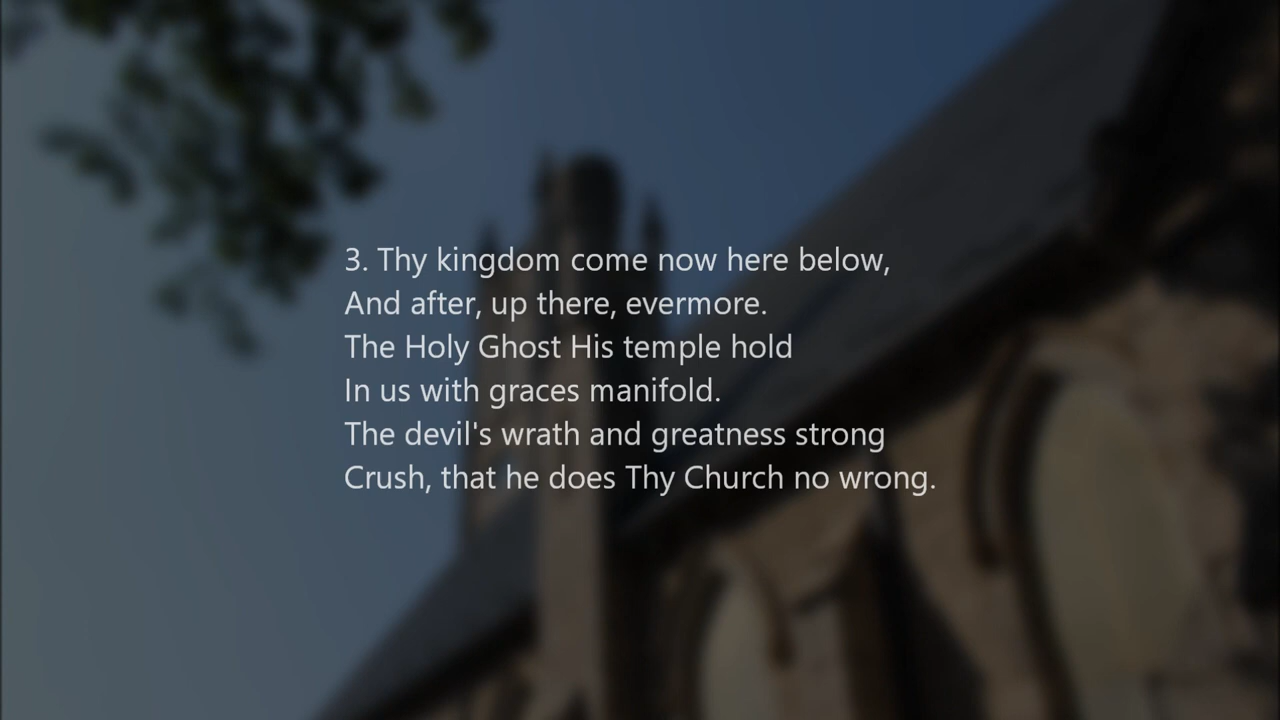 3. Thy kingdom come now here below,
And after, up there, evermore.
The Holy Ghost His temple hold
In us with graces manifold.
The devil's wrath and greatness strong
Crush, that he does Thy Church no wrong.